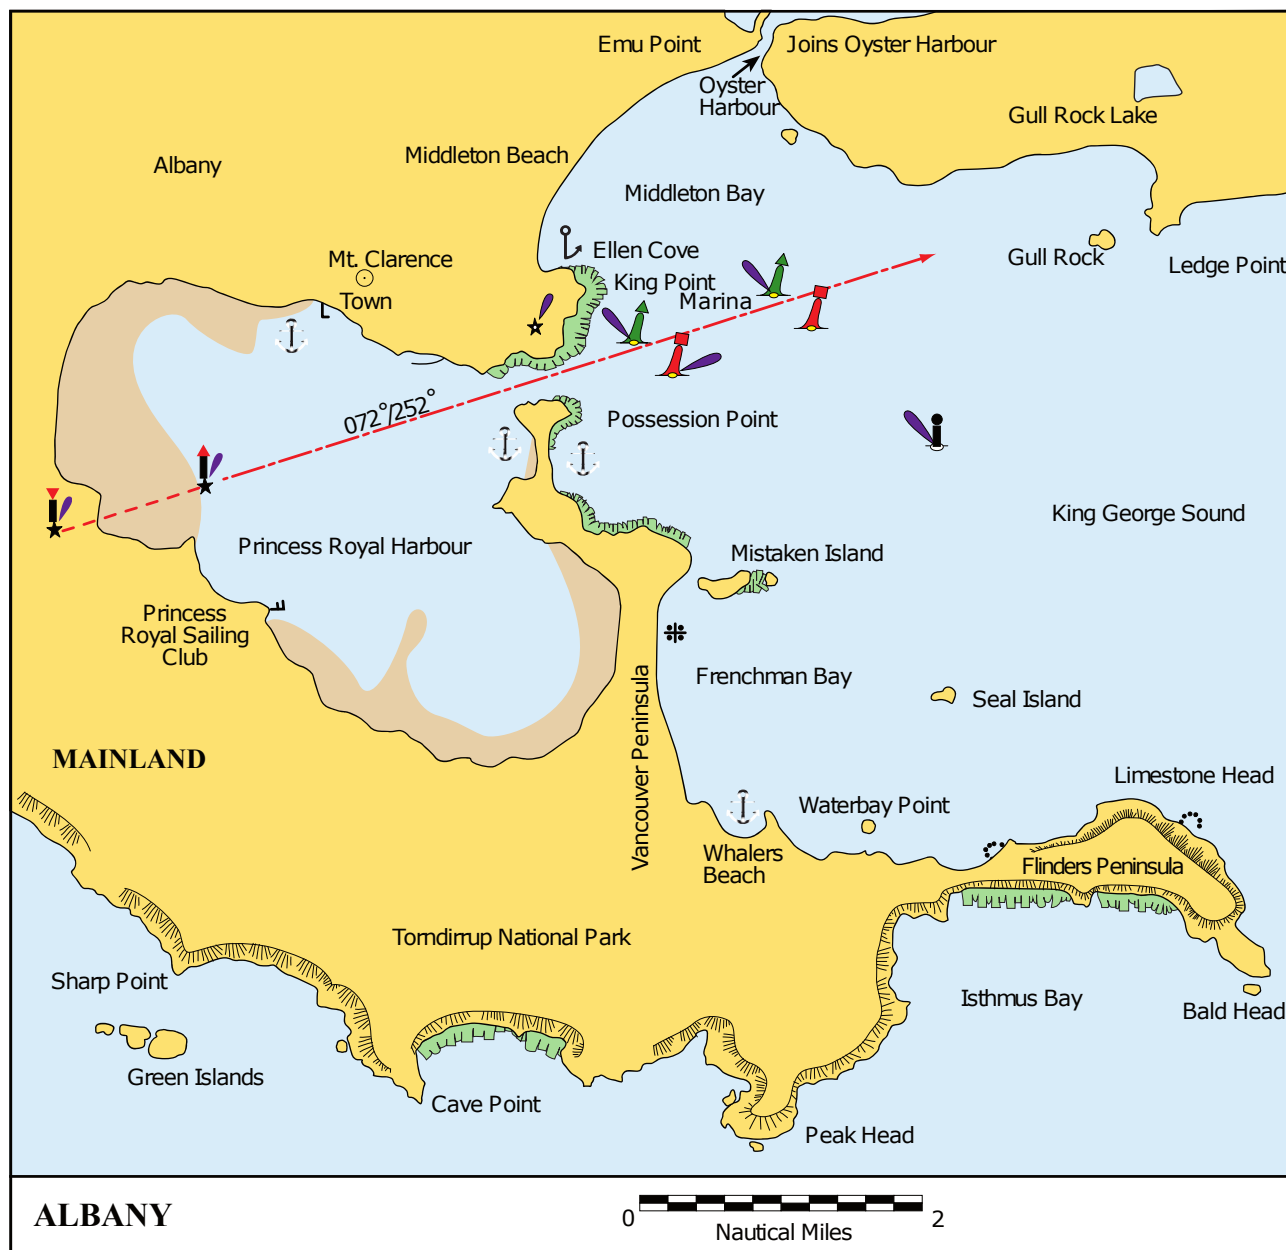 Emu Point
Joins Oyster Harbour
Oyster
Harbour
Gull Rock Lake
Middleton Beach
Albany
Middleton Bay
Ellen Cove
Mt. Clarence
Gull Rock
Ledge Point
King Point
Town
Marina
072°/252°
Possession Point
King George Sound
Princess Royal Harbour
Mistaken Island
Princess
Royal Sailing
Club
Frenchman Bay
Seal Island
Vancouver Peninsula
MAINLAND
Limestone Head
Waterbay Point
Whalers
Beach
Flinders Peninsula
Torndirrup National Park
Sharp Point
Isthmus Bay
Bald Head
Green Islands
Cave Point
Peak Head
ALBANY
0 2
Nautical Miles